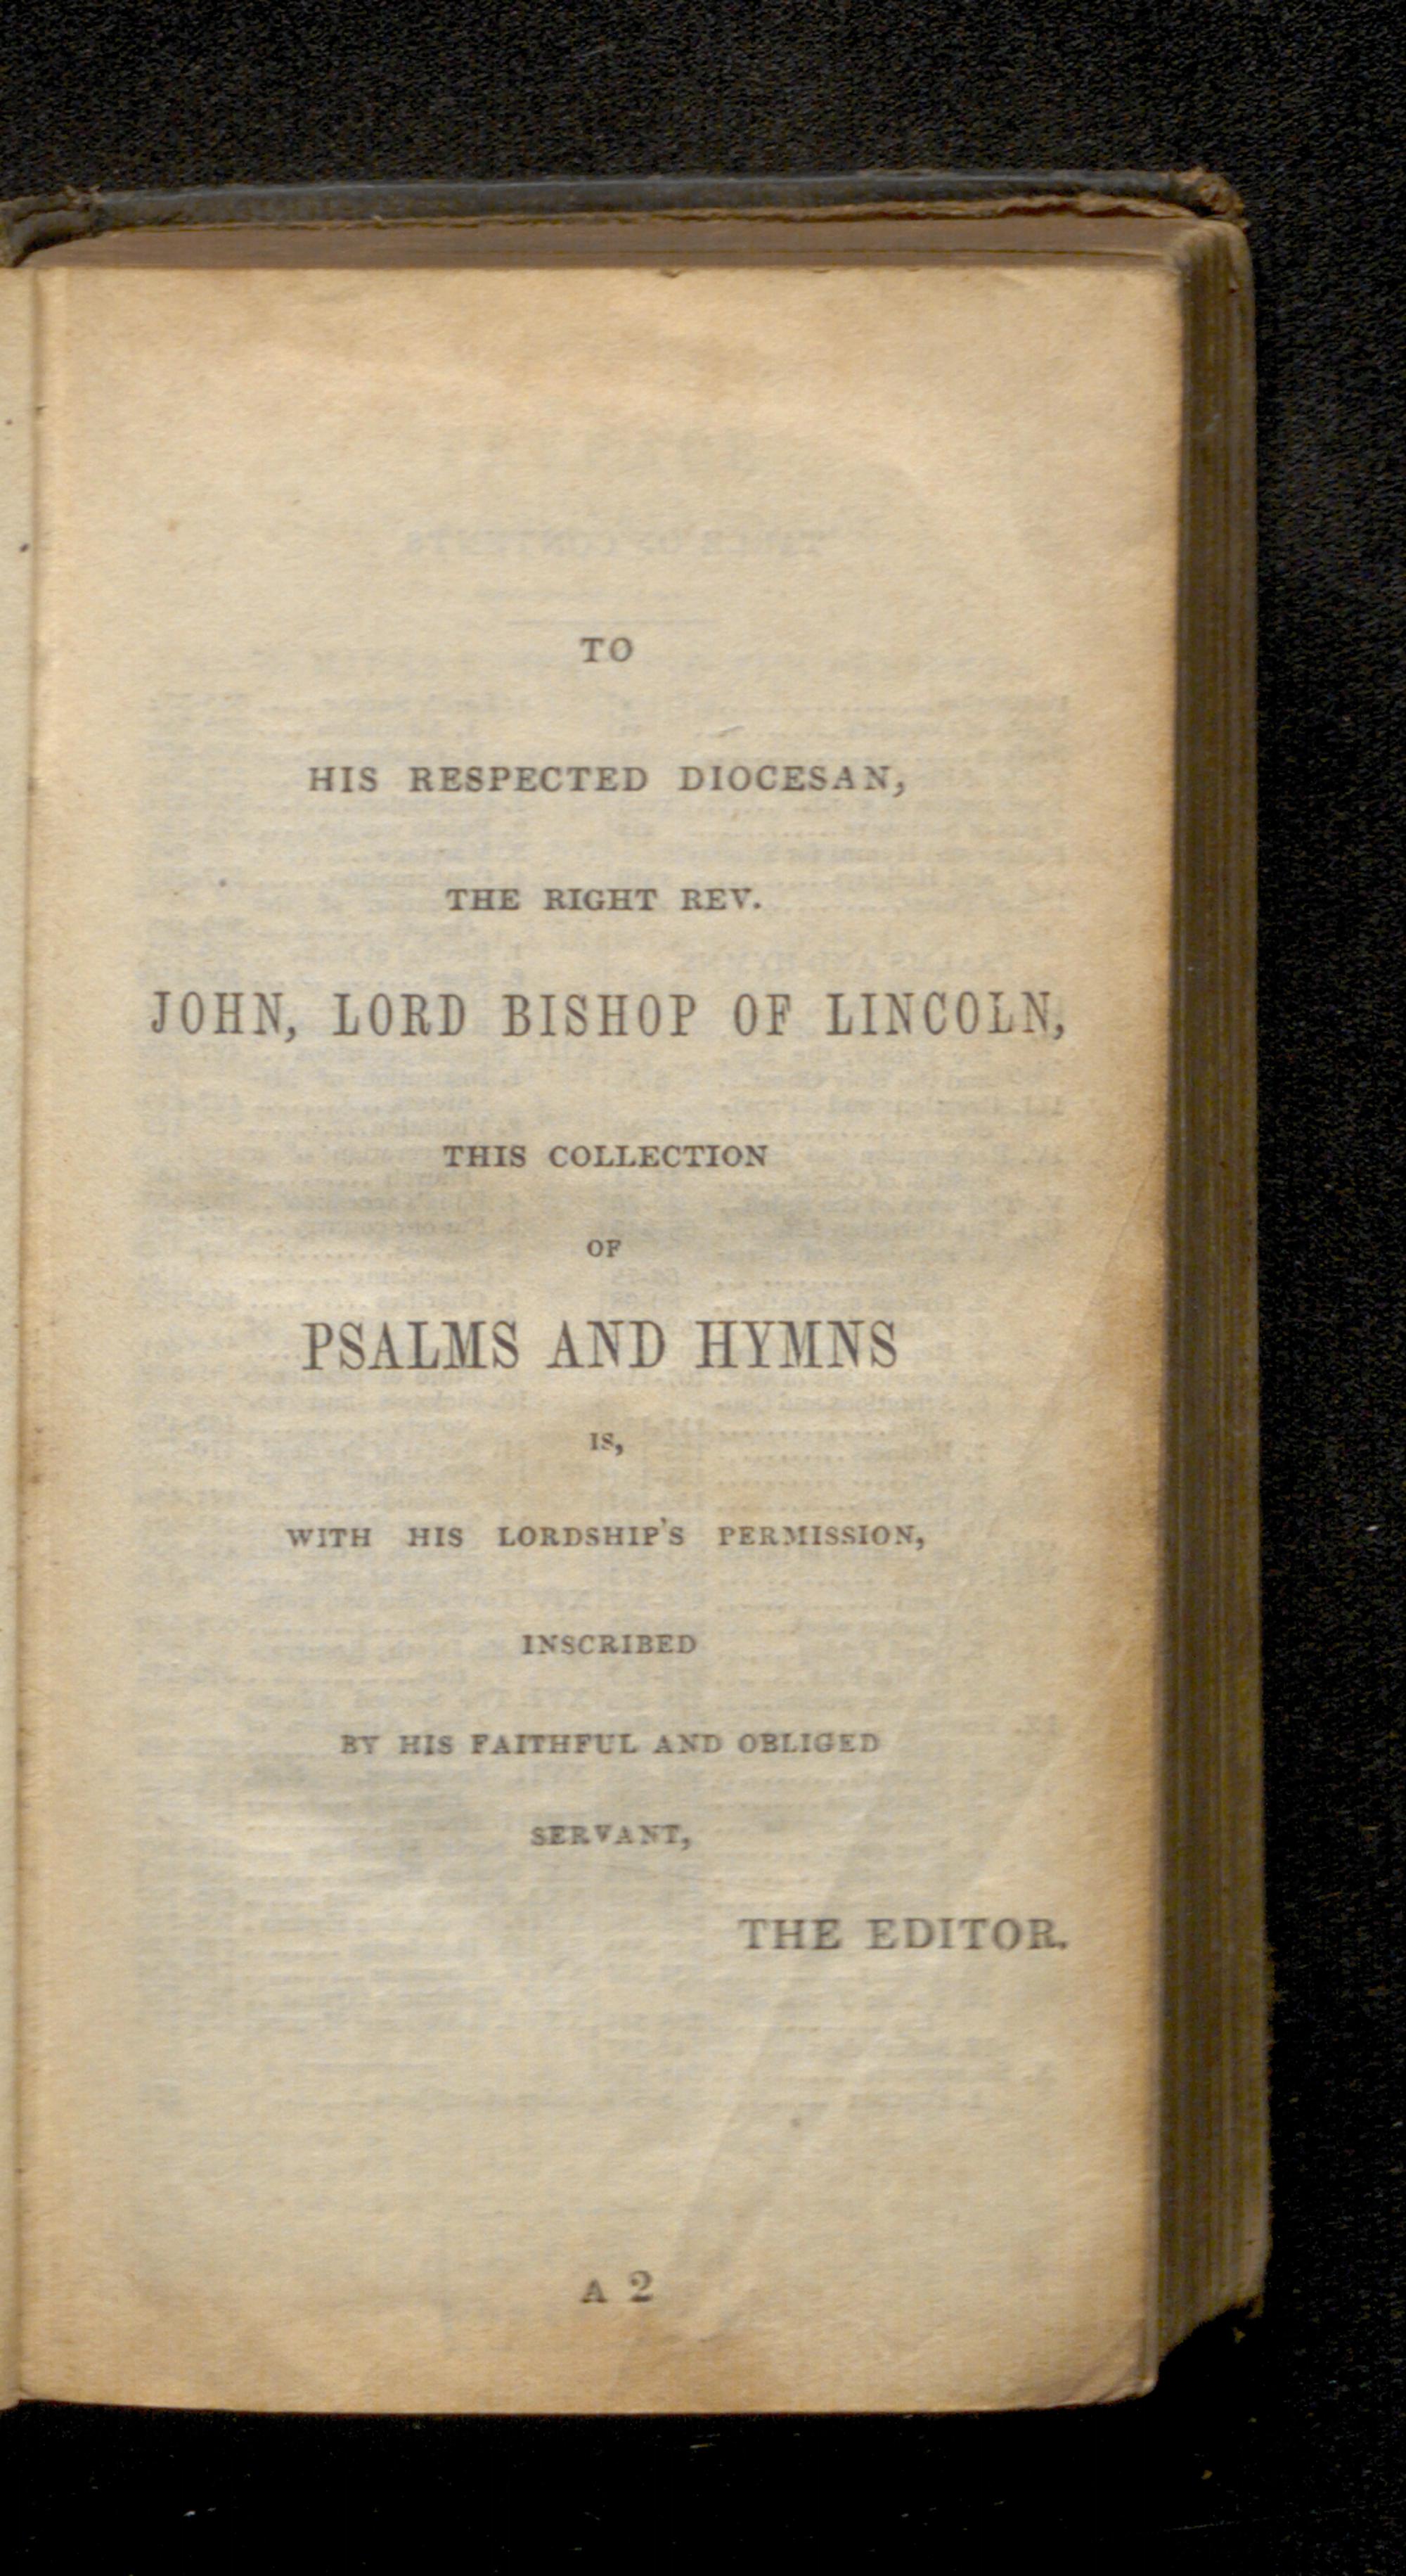 TO
HIS RESPECTED DIOCESAN,
THE RIGHT REV.
JOHN, LORD BISHOP OF LINCOLN,
THIS COLLECTION
OF
PSALMS AND HYMNS
IS,
WITH HIS LORDSHIP'S PERMISSION,
INSCRIBED
BY HIS FAITHFUL AND OBLIGED
SERVANT,
THE EDITOR.
A 2